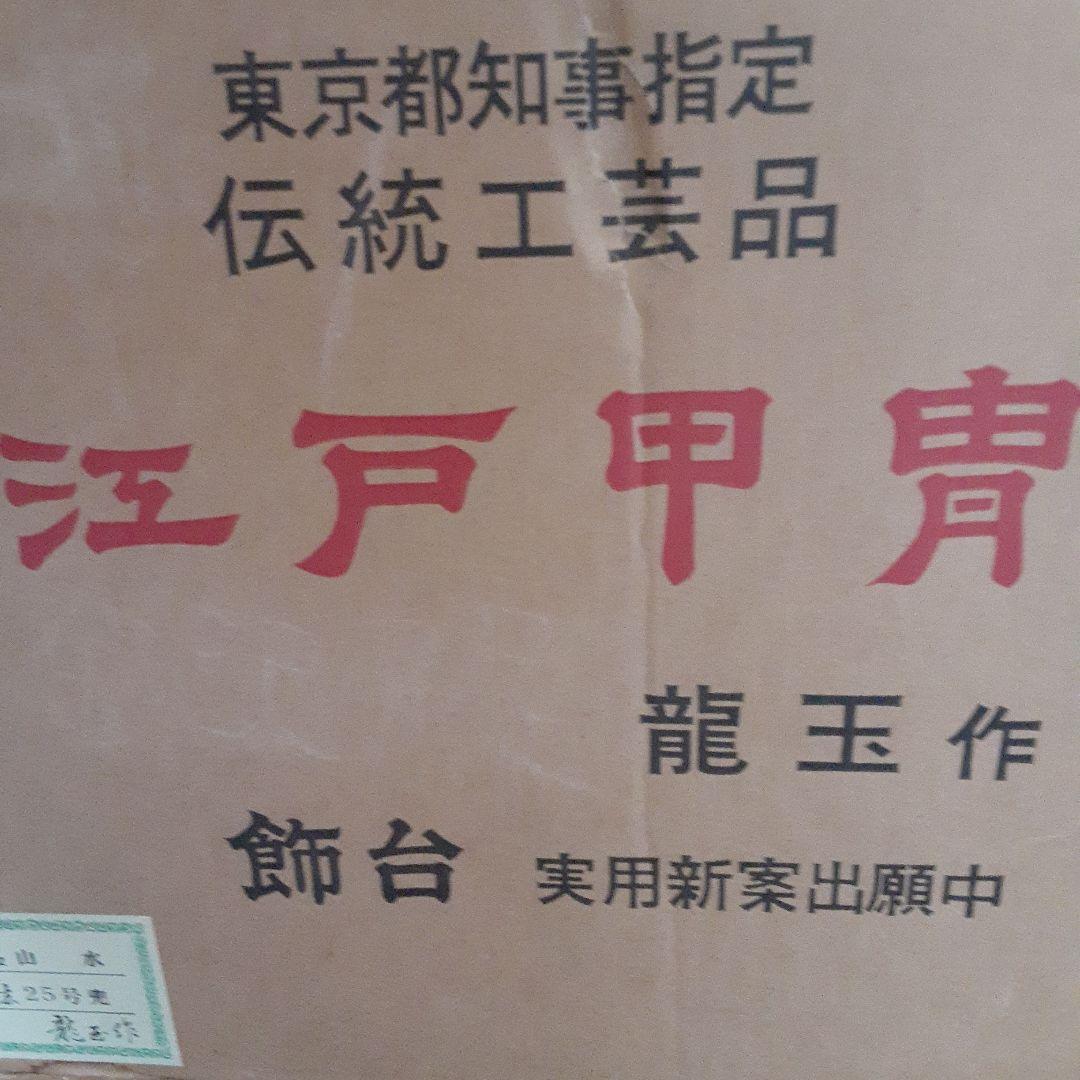 東京都知事指定
伝統工芸品
江戸甲冑
龍玉作
飾台 実用新案出願中
山水
25号兜
龍玉作